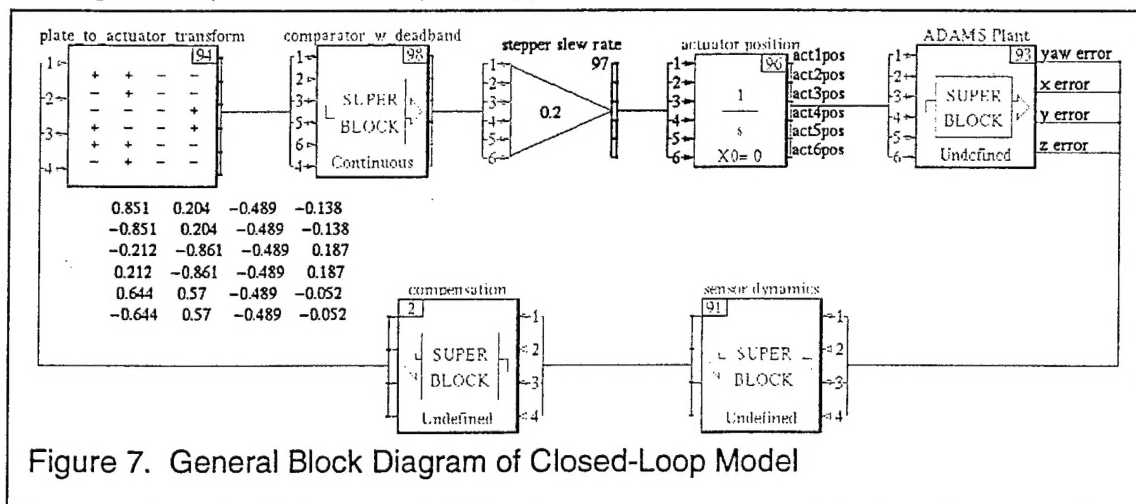 plate to actuator transform
94
1
2
3
4
+ + − −
− + − −
− − − +
+ − − +
+ + − −
− + − −
0.851 0.204 −0.489 −0.138
−0.851 0.204 −0.489 −0.138
−0.212 −0.861 −0.489 0.187
0.212 −0.861 −0.489 0.187
0.644 0.57 −0.489 −0.052
−0.644 0.57 −0.489 −0.052
comparator w deadband
98
1
2
3
5
6
4
SUPER
BLOCK
Continuous
stepper slew rate
97
1
2
3
4
5
6
0.2
actuator position
96
1
2
3
4
5
6
1
s
X0= 0
act1pos
act2pos
act3pos
act4pos
act5pos
act6pos
ADAMS Plant
93
1
2
3
4
5
6
SUPER
BLOCK
Undefined
yaw error
x error
y error
z error
compensation
2
SUPER
BLOCK
Undefined
1
2
3
4
sensor dynamics
91
SUPER
BLOCK
Undefined
1
2
3
4
Figure 7. General Block Diagram of Closed-Loop Model